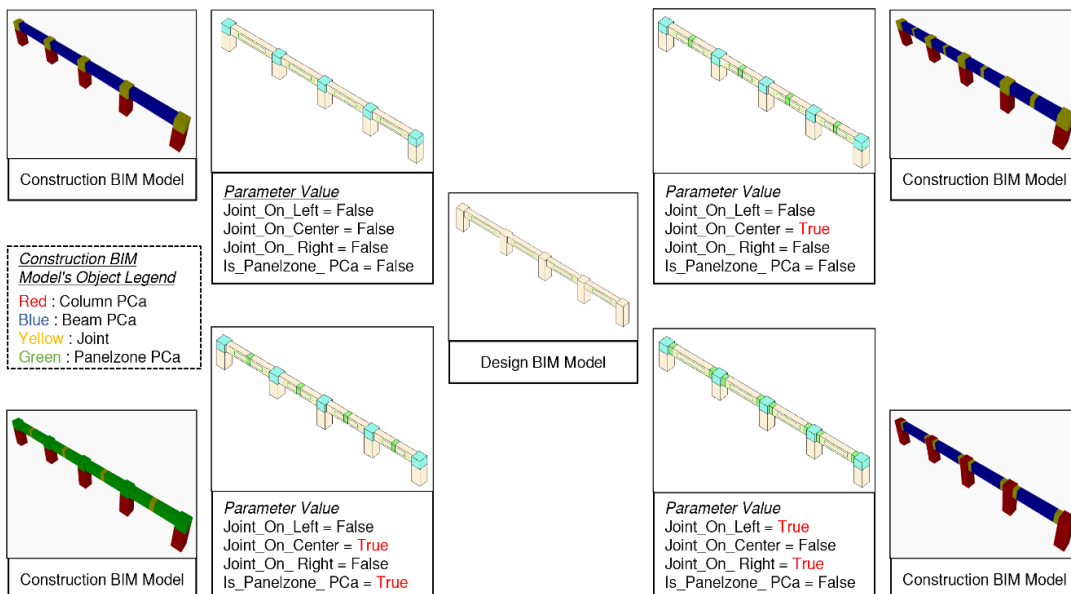 Construction BIM Model
Parameter Value
Joint_On_Left = False
Joint_On_Center = False
Joint_On_ Right = False
Is_Panelzone_ PCa = False
Parameter Value
Joint_On_Left = False
Joint_On_Center = True
Joint_On_ Right = False
Is_Panelzone_ PCa = False
Construction BIM Model
Construction BIM
Model's Object Legend
Red : Column PCa
Blue : Beam PCa
Yellow : Joint
Green : Panelzone PCa
Design BIM Model
Construction BIM Model
Parameter Value
Joint_On_Left = False
Joint_On_Center = True
Joint_On_ Right = False
Is_Panelzone_ PCa = True
Parameter Value
Joint_On_Left = True
Joint_On_Center = False
Joint_On_ Right = True
Is_Panelzone_ PCa = False
Construction BIM Model